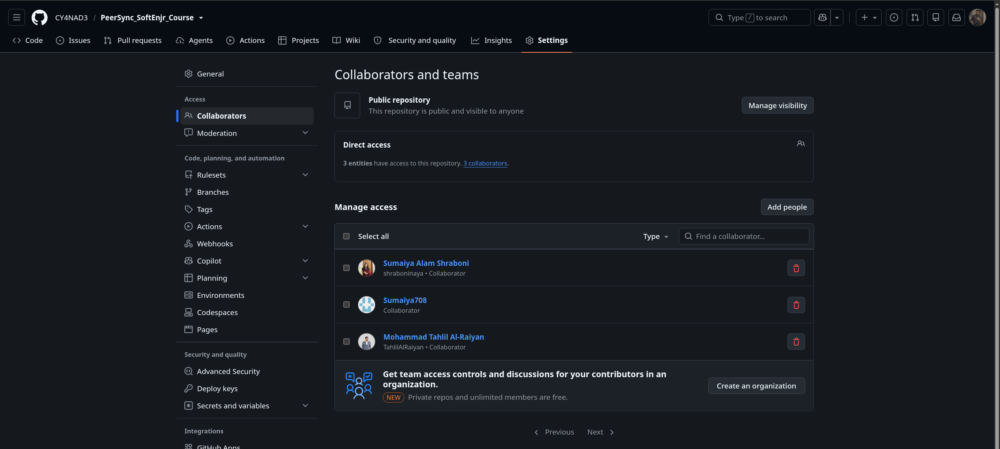 CY4NAD3 / PeerSync_SoftEnjr_Course
Type / to search
Code
Issues
Pull requests
Agents
Actions
Projects
Wiki
Security and quality
Insights
Settings
General
Access
Collaborators
Moderation
Code, planning, and automation
Rulesets
Branches
Tags
Actions
Webhooks
Copilot
Planning
Environments
Codespaces
Pages
Security and quality
Advanced Security
Deploy keys
Secrets and variables
Integrations
GitHub Apps
Collaborators and teams
Public repository
This repository is public and visible to anyone
Manage visibility
Direct access
3 entities have access to this repository. 3 collaborators.
Manage access
Add people
Select all
Type
Find a collaborator...
Sumaiya Alam Shraboni
shraboninaya • Collaborator
Sumaiya708
Collaborator
Mohammad Tahlil Al-Raiyan
TahlilAlRaiyan • Collaborator
Get team access controls and discussions for your contributors in an
organization.
NEW Private repos and unlimited members are free.
Create an organization
Previous
Next